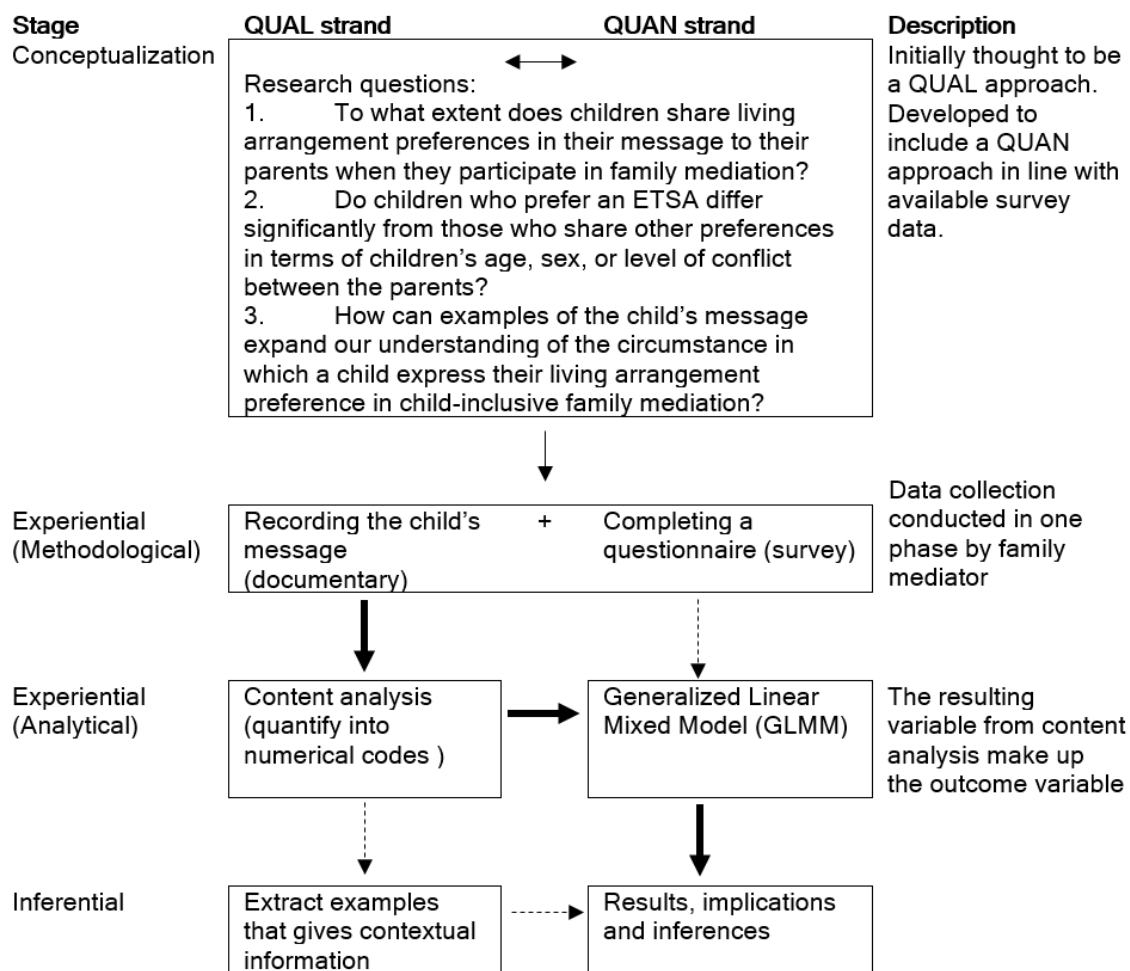 Stage QUAL strand QUAN strand Description
Conceptualization
Research questions:
1. To what extent does children share living
arrangement preferences in their message to their
parents when they participate in family mediation?
2. Do children who prefer an ETSA differ
significantly from those who share other preferences
in terms of children's age, sex, or level of conflict
between the parents?
3. How can examples of the child's message
expand our understanding of the circumstance in
which a child express their living arrangement
preference in child-inclusive family mediation?
Initially thought to be
a QUAL approach.
Developed to
include a QUAN
approach in line with
available survey
data.
Experiential
(Methodological)
Recording the child's
message
(documentary)
+
Completing a
questionnaire (survey)
Data collection
conducted in one
phase by family
mediator
Experiential
(Analytical)
Content analysis
(quantify into
numerical codes )
Generalized Linear
Mixed Model (GLMM)
The resulting
variable from content
analysis make up
the outcome variable
Inferential
Extract examples
that gives contextual
information
Results, implications
and inferences